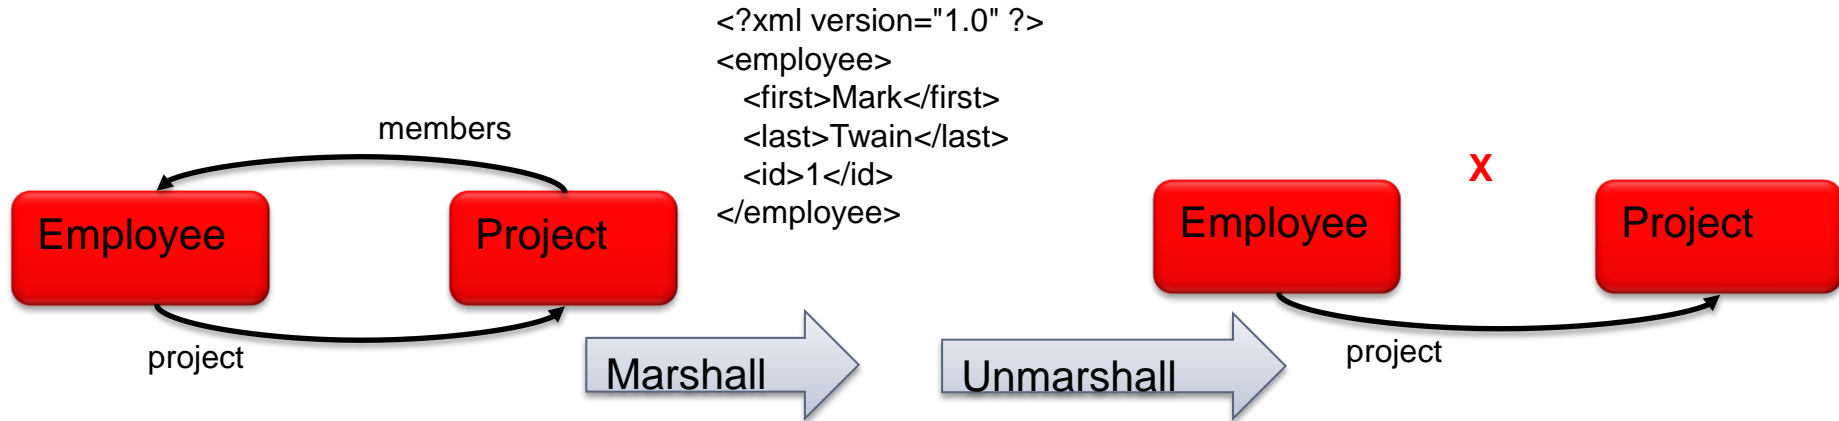 <?xml version="1.0" ?>
<employee>
<first>Mark</first>
<last>Twain</last>
<id>1</id>
</employee>
members
Employee
Project
project
Marshall
Unmarshall
X
Employee
Project
project